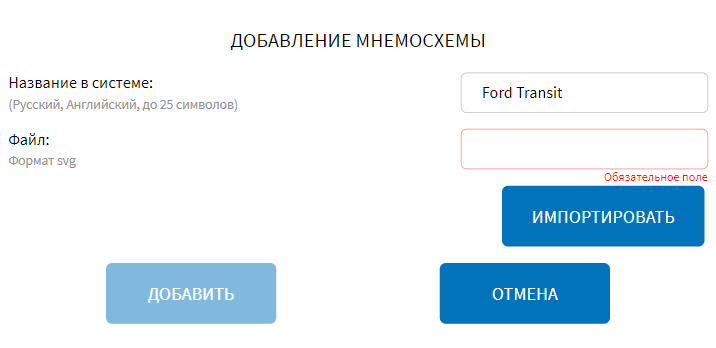 ДОБАВЛЕНИЕ МНЕМОСХЕМЫ
Название в системе:
(Русский, Английский, до 25 символов)
Ford Transit
Файл:
Формат svg
Обязательное поле
ИМПОРТИРОВАТЬ
ДОБАВИТЬ
ОТМЕНА